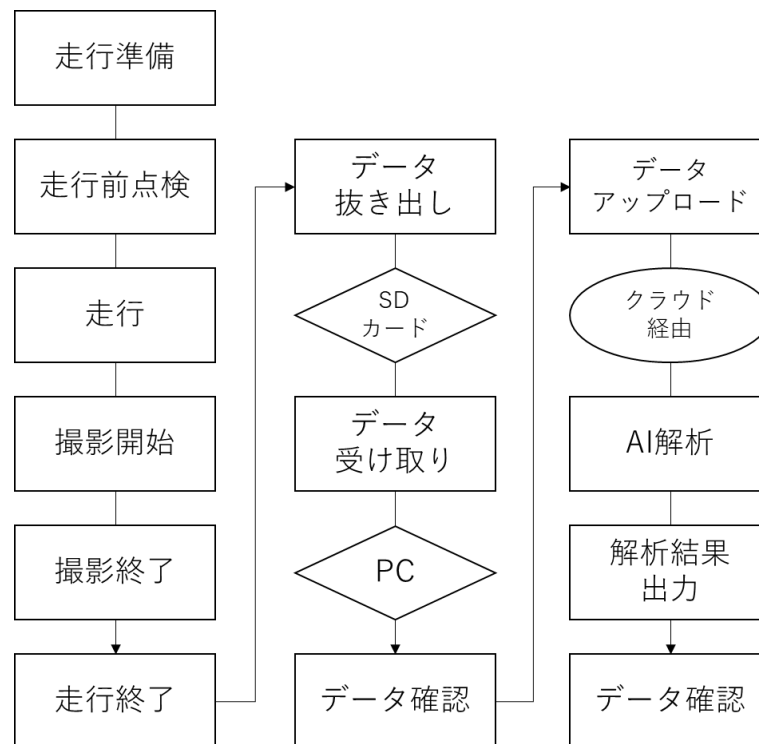 走行準備
走行前点検
走行
撮影開始
撮影終了
走行終了
データ
抜き出し
SD
カード
データ
受け取り
PC
データ確認
データ
アップロード
クラウド
経由
AI解析
解析結果
出力
データ確認